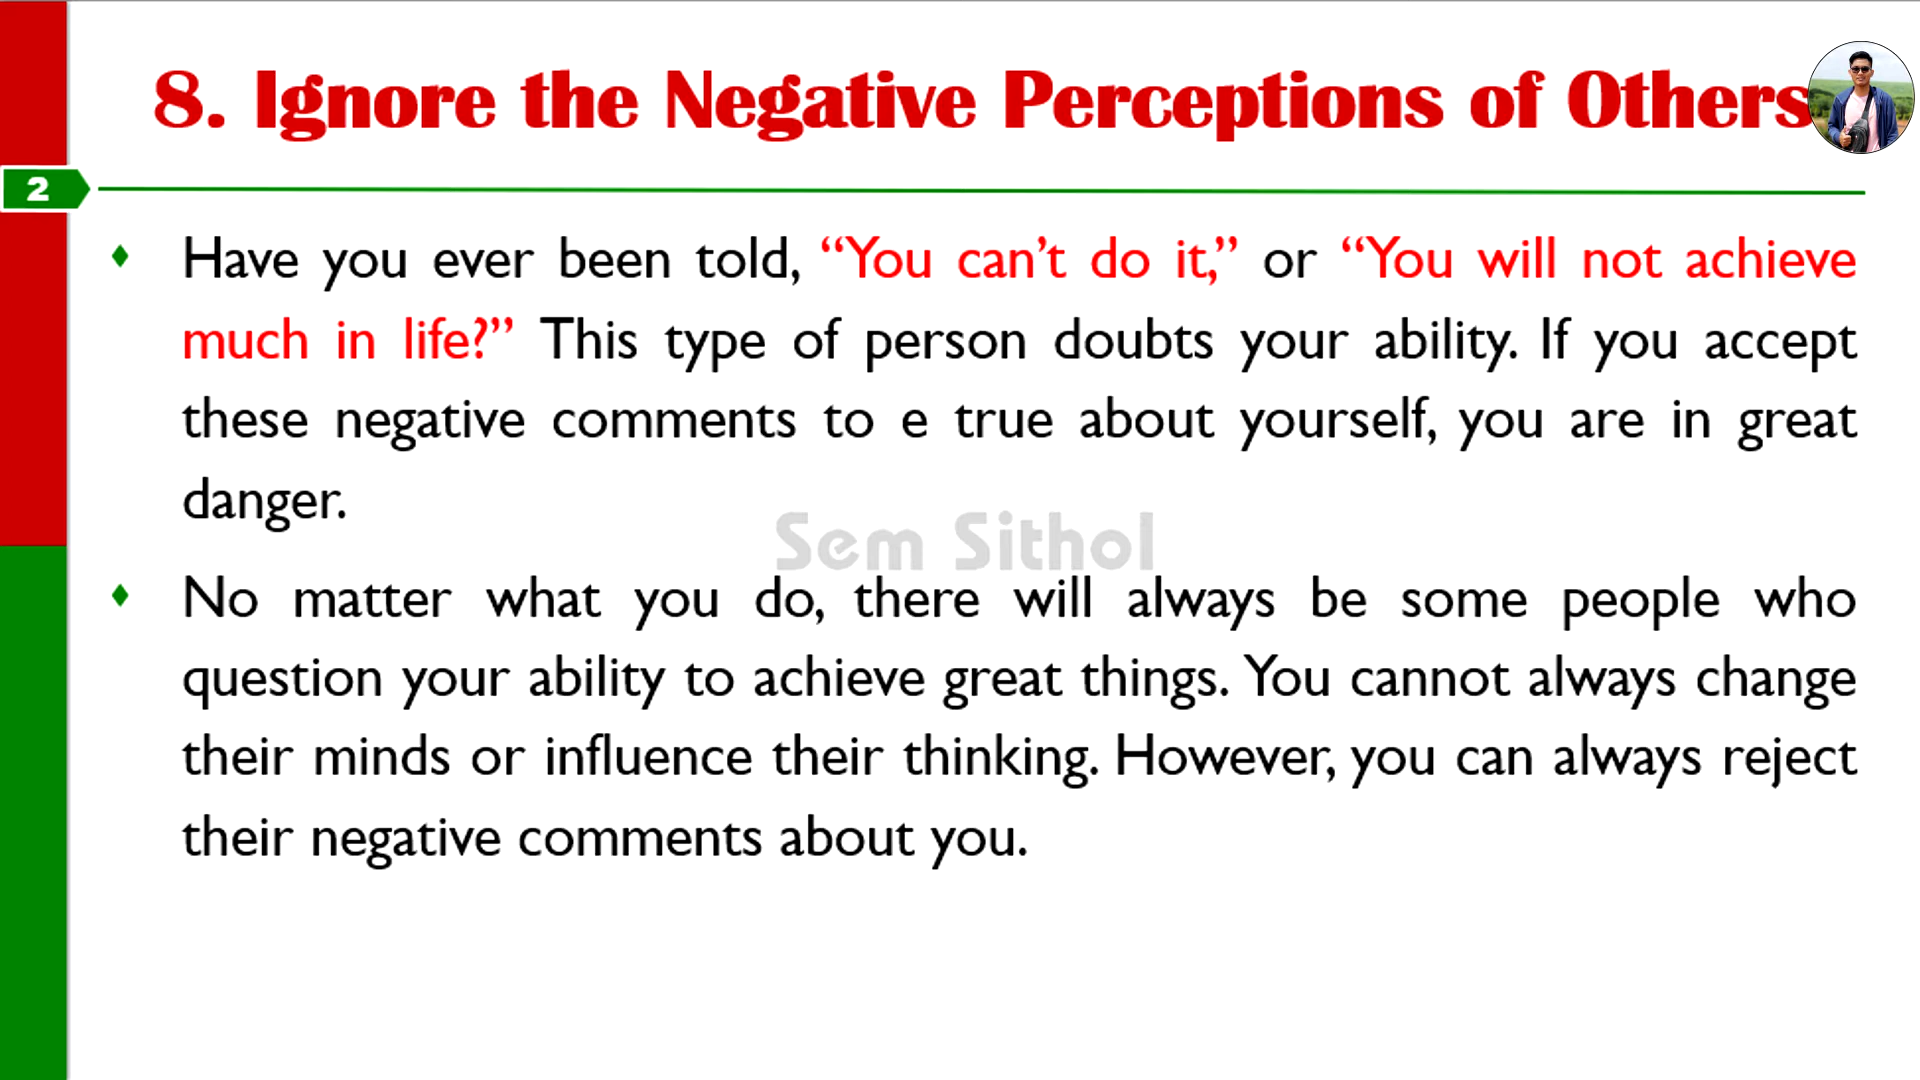 8. Ignore the Negative Perceptions of Others
2
Have you ever been told, “You can’t do it,” or “You will not achieve
much in life?” This type of person doubts your ability. If you accept
these negative comments to e true about yourself, you are in great
danger.
Sem Sithol
No matter what you do, there will always be some people who
question your ability to achieve great things. You cannot always change
their minds or influence their thinking. However, you can always reject
their negative comments about you.